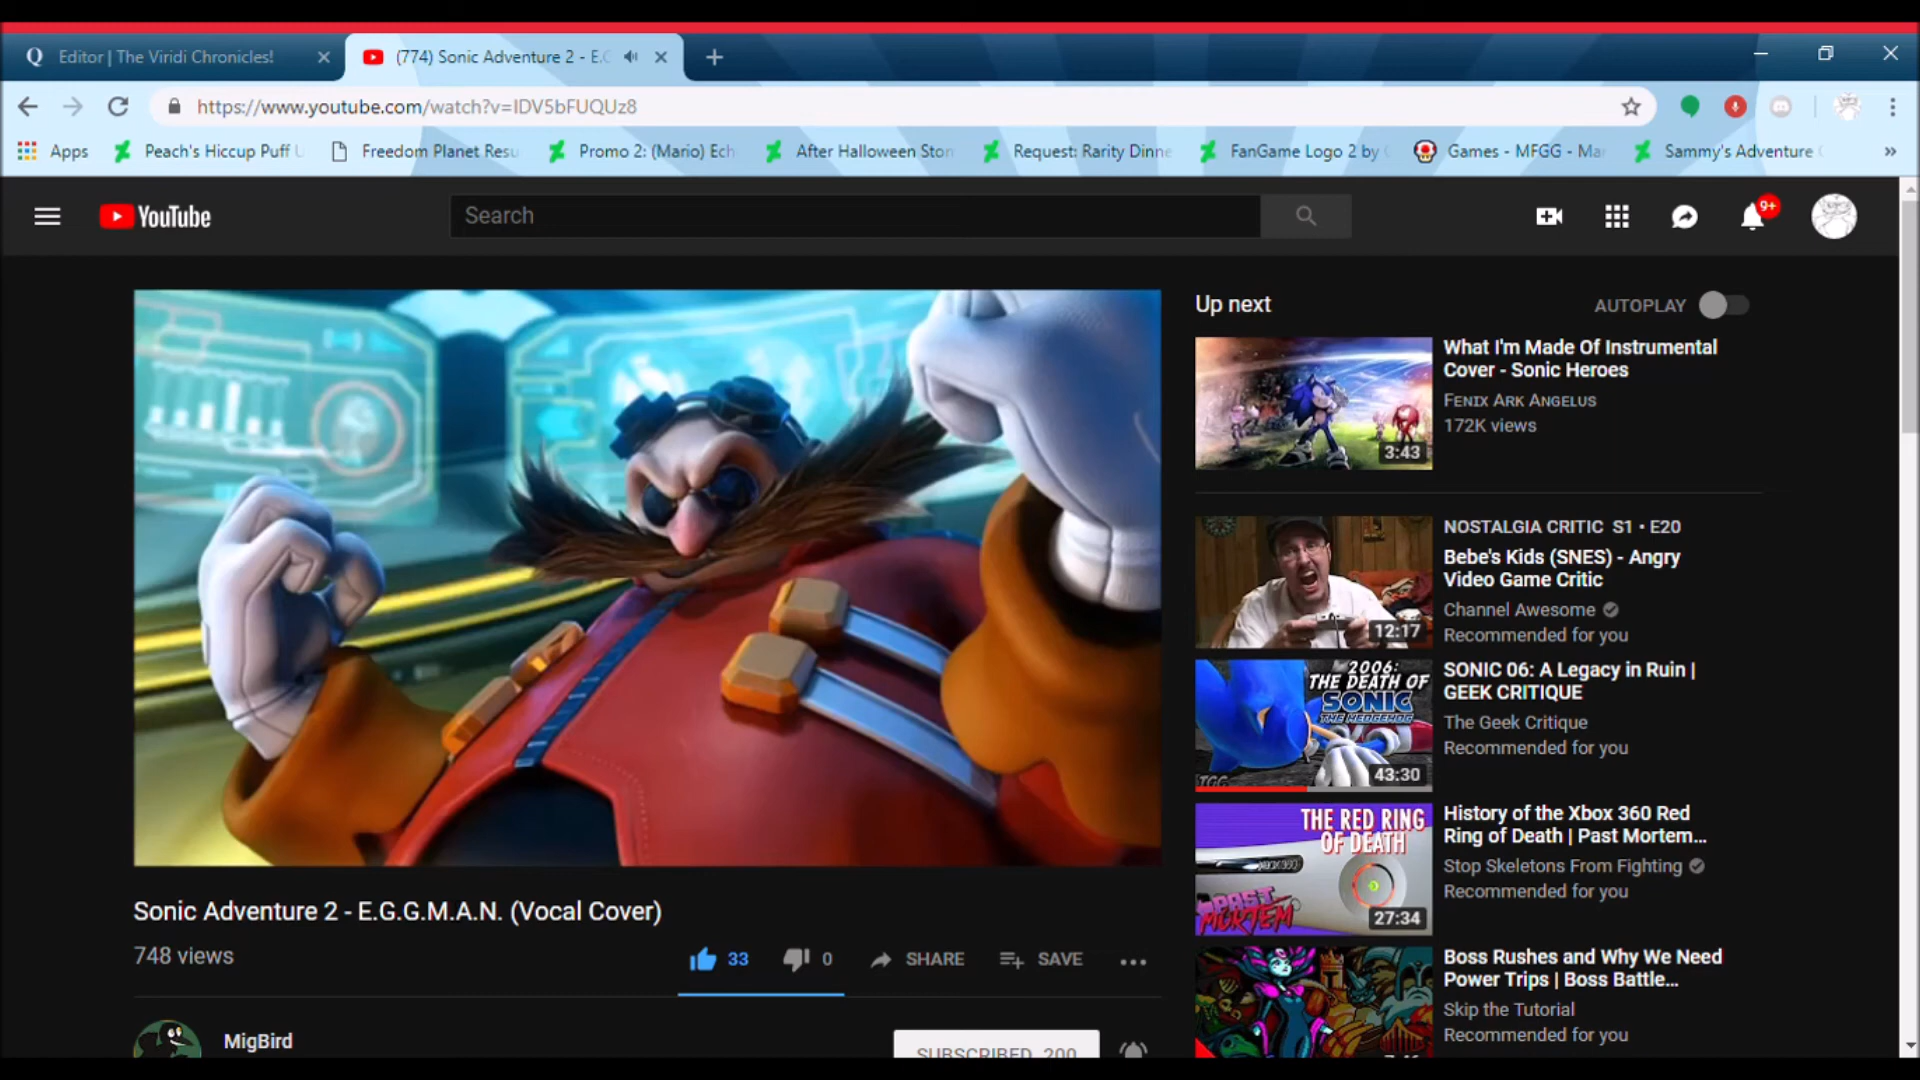 Editor | The Viridi Chronicles!
(774) Sonic Adventure 2 - E.G
https://www.youtube.com/watch?v=IDV5bFUQUz8
Apps
Peach's Hiccup Puff U
Freedom Planet Resu
Promo 2: (Mario) Ech
After Halloween Ston
Request: Rarity Dinne
FanGame Logo 2 by
Games - MFGG - Ma
Sammy's Adventure
YouTube
Search
9+
Up next
AUTOPLAY
What I'm Made Of Instrumental
Cover - Sonic Heroes
FENIX ARK ANGELUS
172K views
3:43
NOSTALGIA CRITIC S1 • E20
Bebe's Kids (SNES) - Angry
Video Game Critic
Channel Awesome
Recommended for you
12:17
2006:
THE DEATH OF
SONIC
THE HEDGEHOG
TGC
43:30
SONIC 06: A Legacy in Ruin |
GEEK CRITIQUE
The Geek Critique
Recommended for you
THE RED RING
OF DEATH
XBOX360
PAST
MORTEM
27:34
History of the Xbox 360 Red
Ring of Death | Past Mortem...
Stop Skeletons From Fighting
Recommended for you
Boss Rushes and Why We Need
Power Trips | Boss Battle...
Skip the Tutorial
Recommended for you
Sonic Adventure 2 - E.G.G.M.A.N. (Vocal Cover)
748 views
33
0
SHARE
SAVE
MigBird
SUBSCRIBED 200